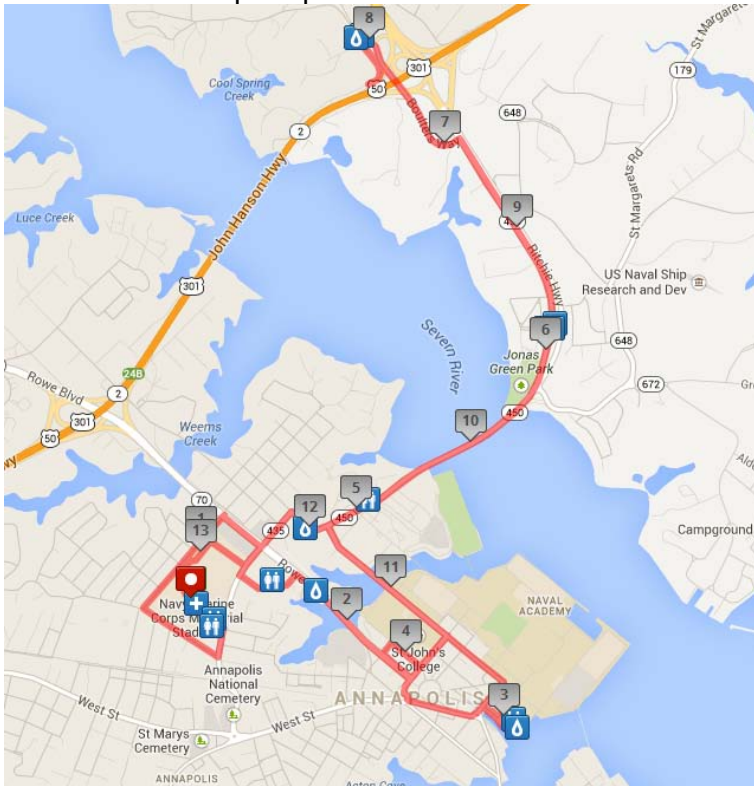 8
301
50
Cool Spring
Creek
2
St Margarets Rd
179
7
Boulters Way
648
9
John Hanson Hwy
Luce Creek
301
Ritchie Hwy
St Margarets Rd
US Naval Ship
Research and Dev
Severn River
6
Jonas
Green Park
648
24B
Rowe Blvd
2
672
450
301
50
Weems
Creek
10
70
5
12
450
435
1
13
Campground
11
Rowe
2
NAVAL
ACADEMY
Navy Marine
Corps Memorial
Stad
4
St John's
College
Annapolis
National
Cemetery
ANNAPOLIS
3
West St
West St
St Marys
Cemetery
ANNAPOLIS